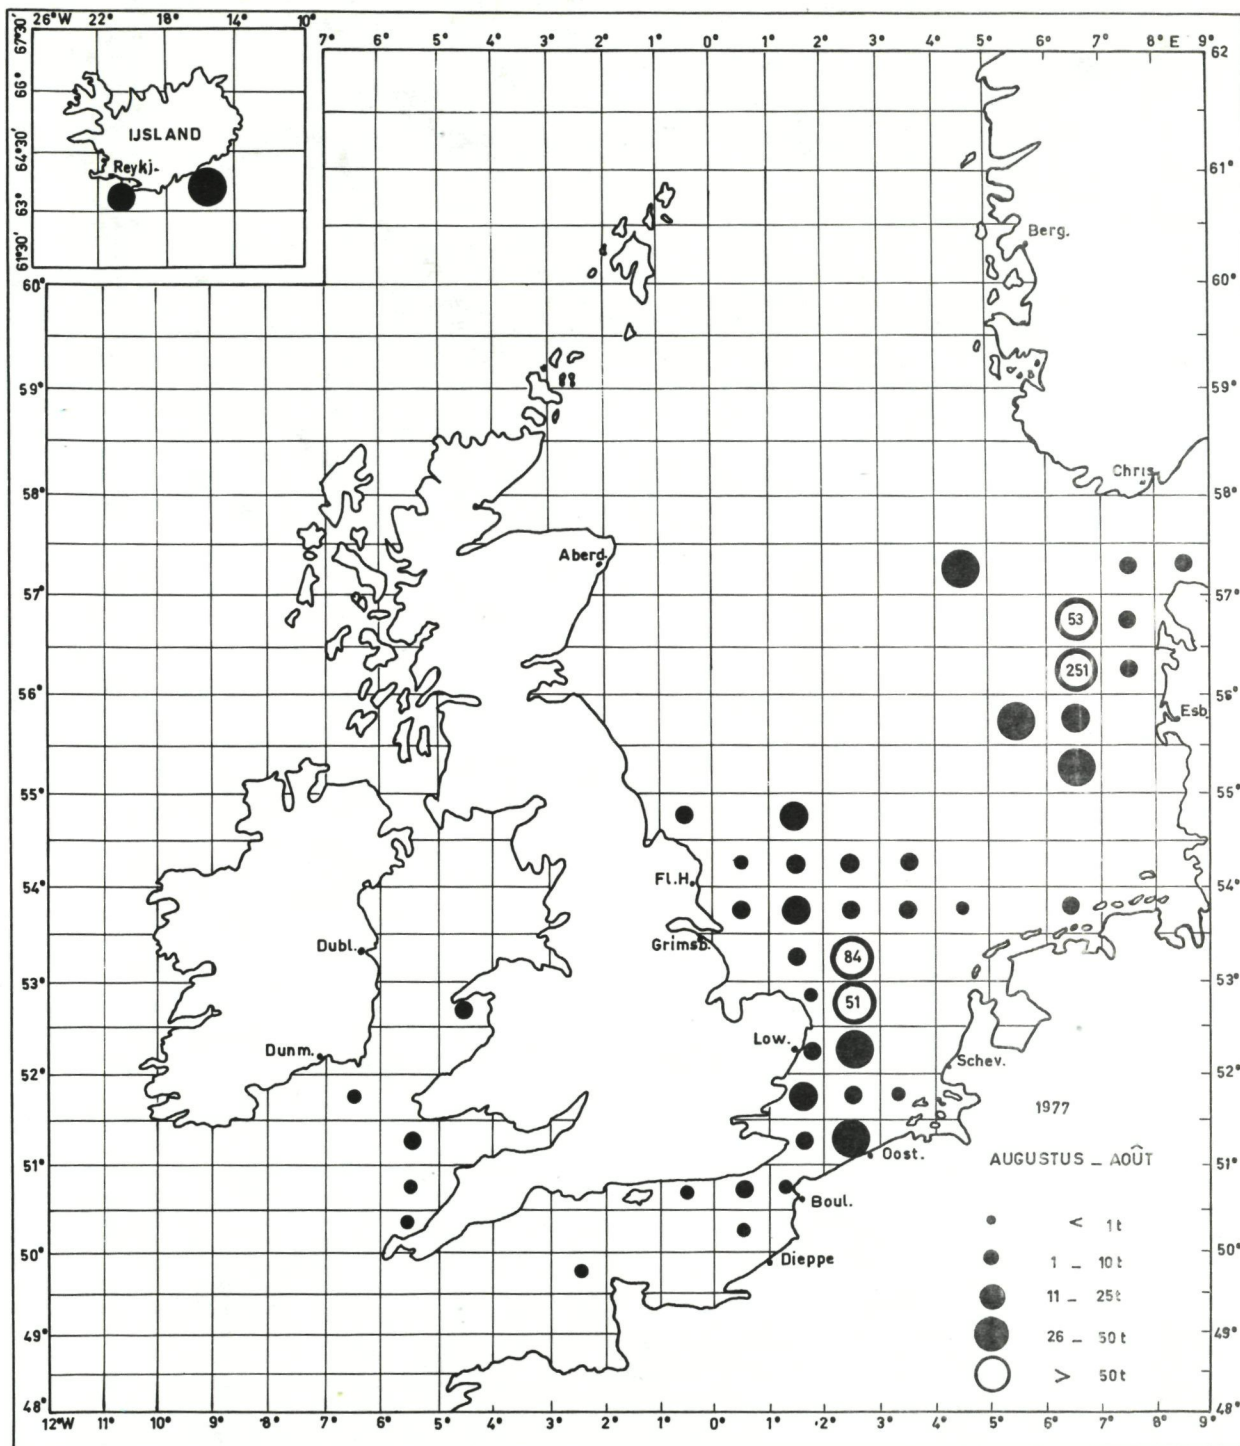 26°W 22° 18° 14° 10°
67°30'
66°
64°30'
63°
61°30'
IJSLAND
Reykj.
7° 6° 5° 4° 3° 2° 1° 0° 1° 2° 3° 4° 5° 6° 7° 8° E 9°
62
61°
60° 60°
59° 59°
58° 58°
57° 57°
56° 56°
55° 55°
54° 54°
53° 53°
52° 52°
51° 51°
50° 50°
49° 49°
48° 48°
Berg.
Chris
Aberd.
53
251
Esb.
Fl.H.
Grimsb.
Dubl.
84
51
Low.
Dunm.
Schev.
Oost.
Boul.
Dieppe
1977
AUGUSTUS _ AOÛT
< 1t
1 _ 10t
11 _ 25t
26 _ 50t
> 50t
12°W 11° 10° 9° 8° 7° 6° 5° 4° 3° 2° 1° 0° 1° 2° 3° 4° 5° 6° 7° 8° 9°